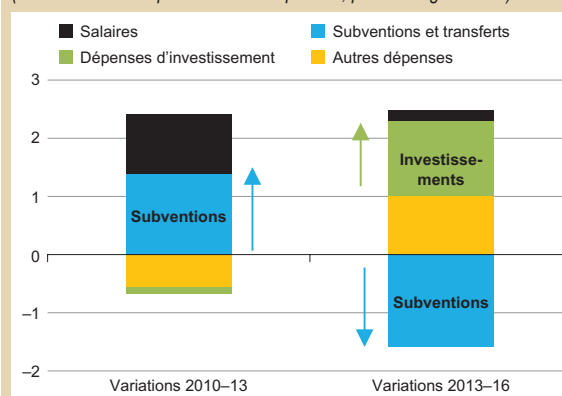 Salaires
Subventions et transferts
Dépenses d’investissement
Autres dépenses
3
2
1
0
–1
–2
Subventions
Investisse-
ments
Subventions
Variations 2010–13
Variations 2013–16